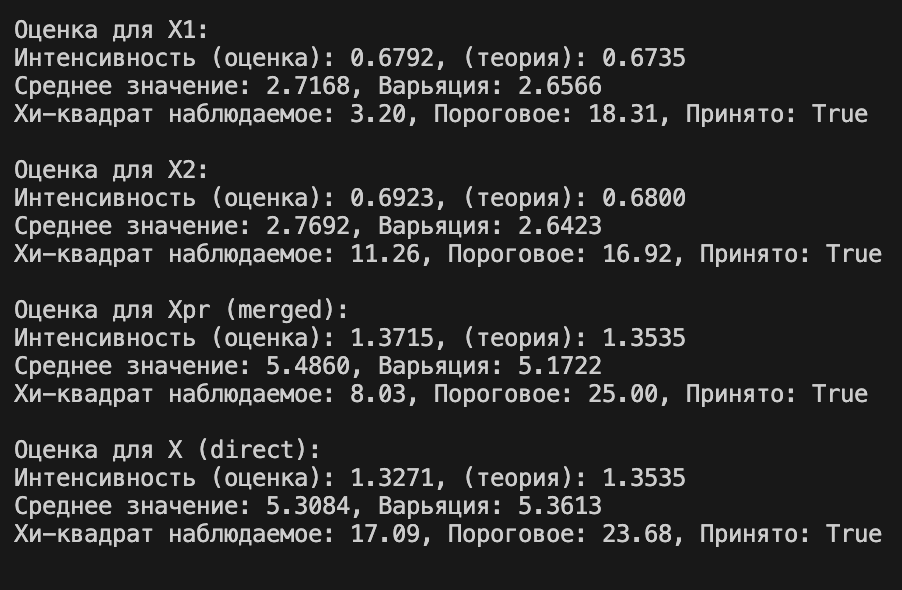 Оценка для X1:
Интенсивность (оценка): 0.6792, (теория): 0.6735
Среднее значение: 2.7168, Варьяция: 2.6566
Хи-квадрат наблюдаемое: 3.20, Пороговое: 18.31, Принято: True
Оценка для X2:
Интенсивность (оценка): 0.6923, (теория): 0.6800
Среднее значение: 2.7692, Варьяция: 2.6423
Хи-квадрат наблюдаемое: 11.26, Пороговое: 16.92, Принято: True
Оценка для Xpr (merged):
Интенсивность (оценка): 1.3715, (теория): 1.3535
Среднее значение: 5.4860, Варьяция: 5.1722
Хи-квадрат наблюдаемое: 8.03, Пороговое: 25.00, Принято: True
Оценка для X (direct):
Интенсивность (оценка): 1.3271, (теория): 1.3535
Среднее значение: 5.3084, Варьяция: 5.3613
Хи-квадрат наблюдаемое: 17.09, Пороговое: 23.68, Принято: True